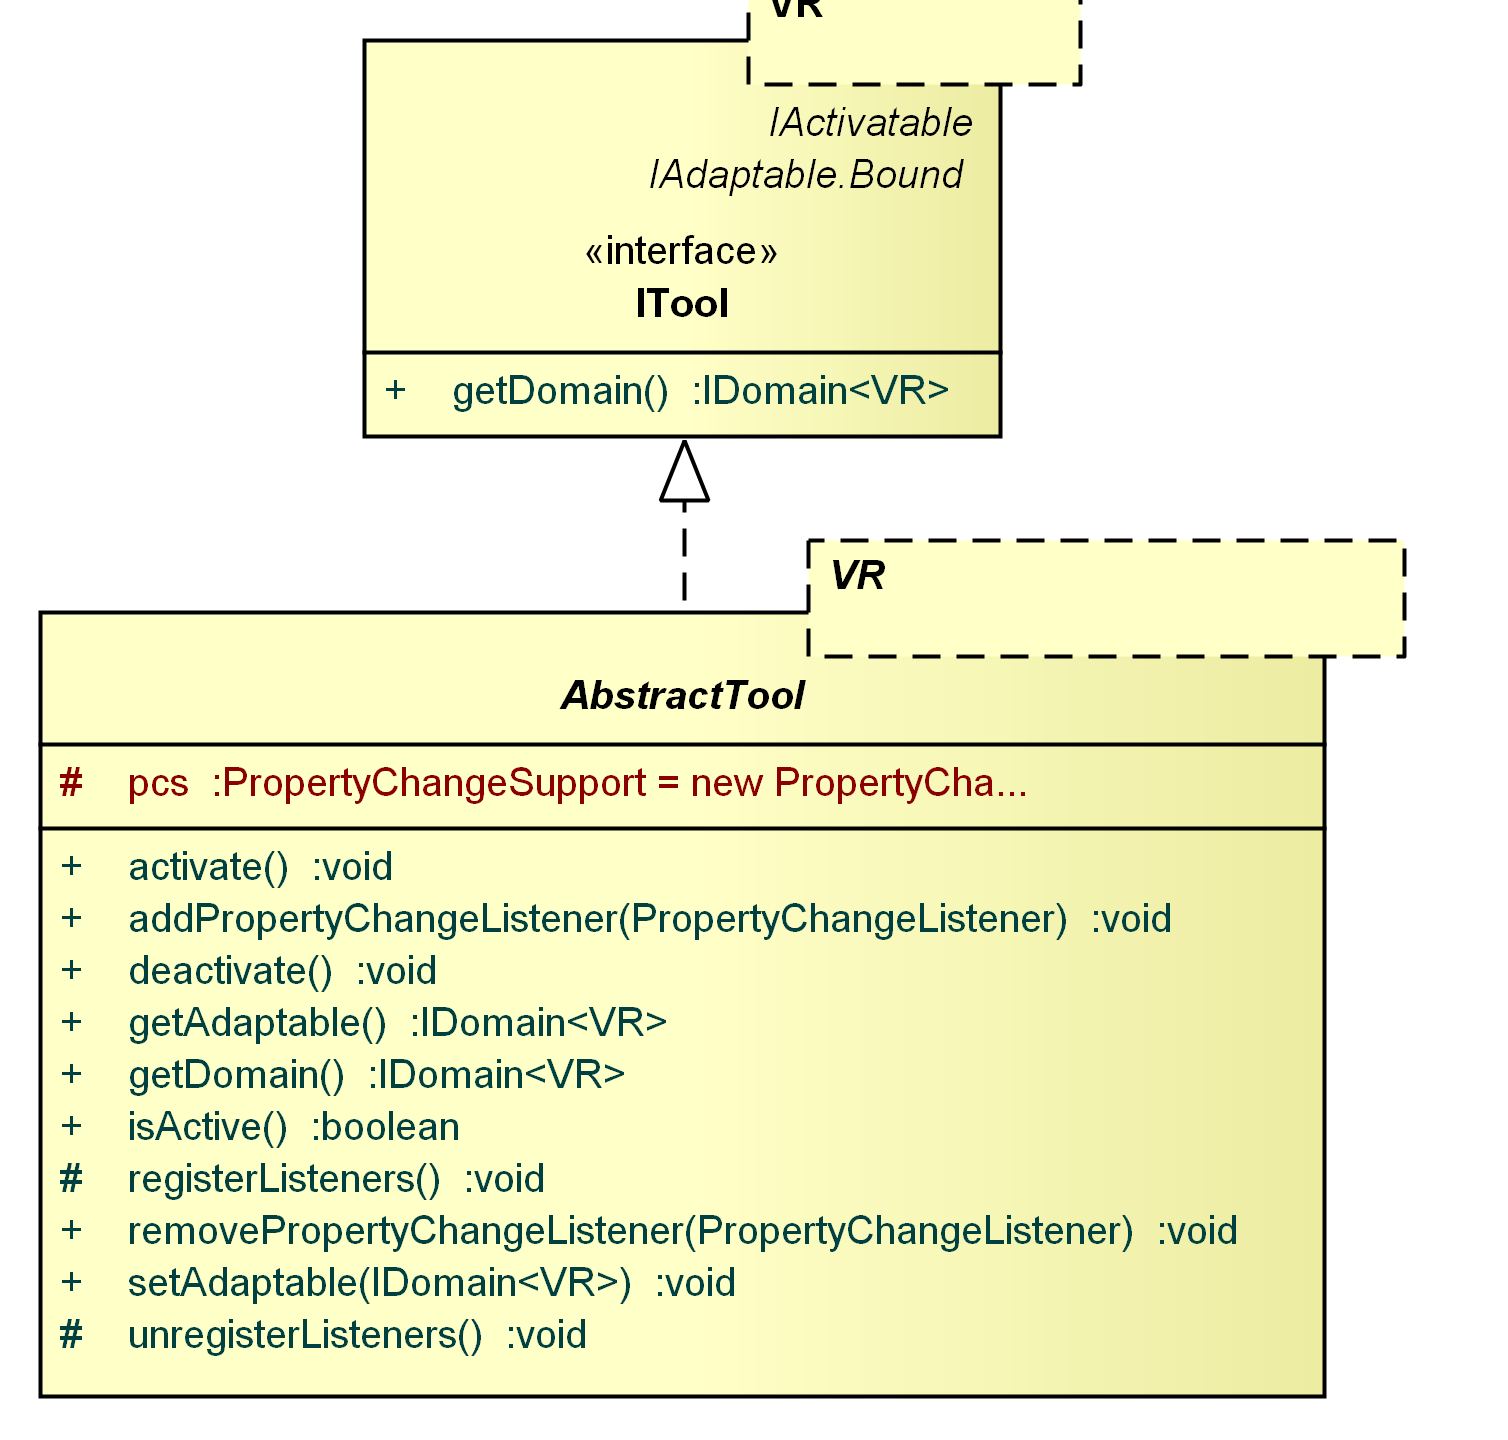 VR
IActivatable
IAdaptable.Bound
«interface»
ITool
+ getDomain() :IDomain<VR>
VR
AbstractTool
# pcs :PropertyChangeSupport = new PropertyCha...
+ activate() :void
+ addPropertyChangeListener(PropertyChangeListener) :void
+ deactivate() :void
+ getAdaptable() :IDomain<VR>
+ getDomain() :IDomain<VR>
+ isActive() :boolean
# registerListeners() :void
+ removePropertyChangeListener(PropertyChangeListener) :void
+ setAdaptable(IDomain<VR>) :void
# unregisterListeners() :void